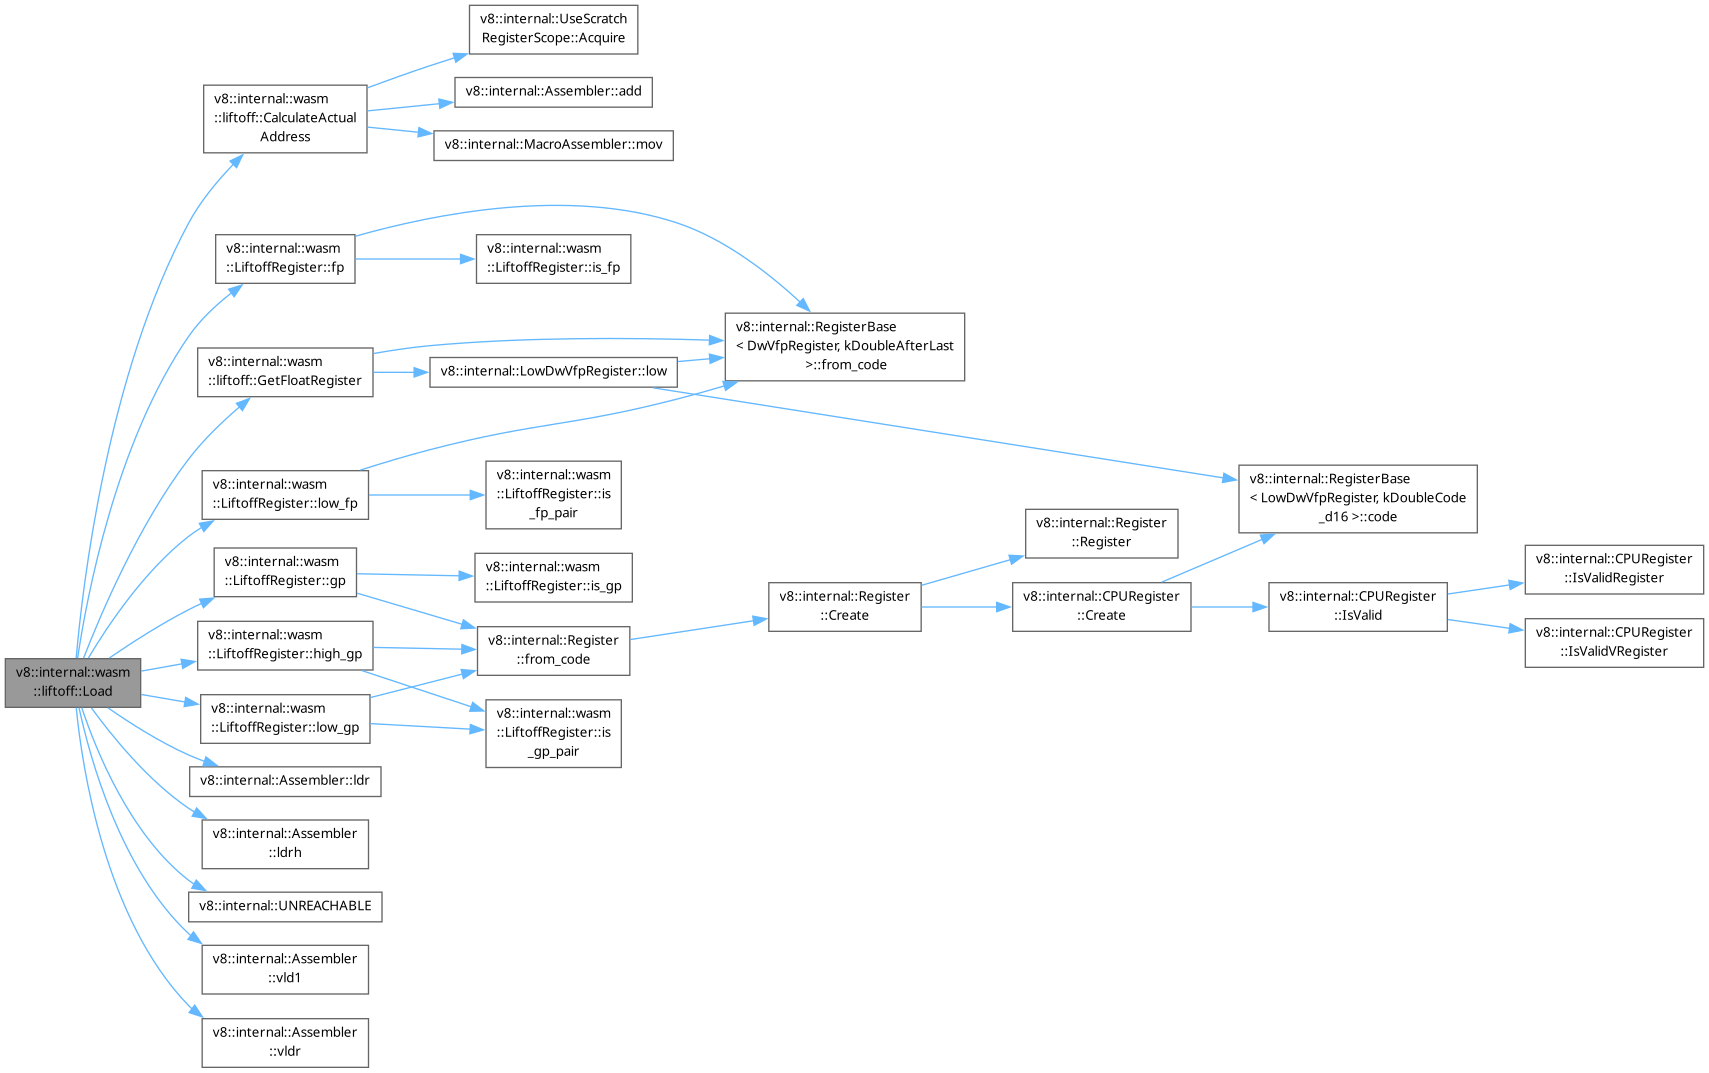 v8::internal::UseScratch
RegisterScope::Acquire
v8::internal::wasm
::liftoff::CalculateActual
Address
v8::internal::Assembler::add
v8::internal::MacroAssembler::mov
v8::internal::wasm
::LiftoffRegister::fp
v8::internal::wasm
::LiftoffRegister::is_fp
v8::internal::RegisterBase
< DwVfpRegister, kDoubleAfterLast
>::from_code
v8::internal::wasm
::liftoff::GetFloatRegister
v8::internal::LowDwVfpRegister::low
v8::internal::wasm
::LiftoffRegister::low_fp
v8::internal::wasm
::LiftoffRegister::is
_fp_pair
v8::internal::RegisterBase
< LowDwVfpRegister, kDoubleCode
_d16 >::code
v8::internal::wasm
::LiftoffRegister::gp
v8::internal::wasm
::LiftoffRegister::is_gp
v8::internal::Register
::Register
v8::internal::CPURegister
::IsValidRegister
v8::internal::Register
::Create
v8::internal::CPURegister
::Create
v8::internal::CPURegister
::IsValid
v8::internal::wasm
::LiftoffRegister::high_gp
v8::internal::Register
::from_code
v8::internal::CPURegister
::IsValidVRegister
v8::internal::wasm
::liftoff::Load
v8::internal::wasm
::LiftoffRegister::low_gp
v8::internal::wasm
::LiftoffRegister::is
_gp_pair
v8::internal::Assembler::ldr
v8::internal::Assembler
::ldrh
v8::internal::UNREACHABLE
v8::internal::Assembler
::vld1
v8::internal::Assembler
::vldr